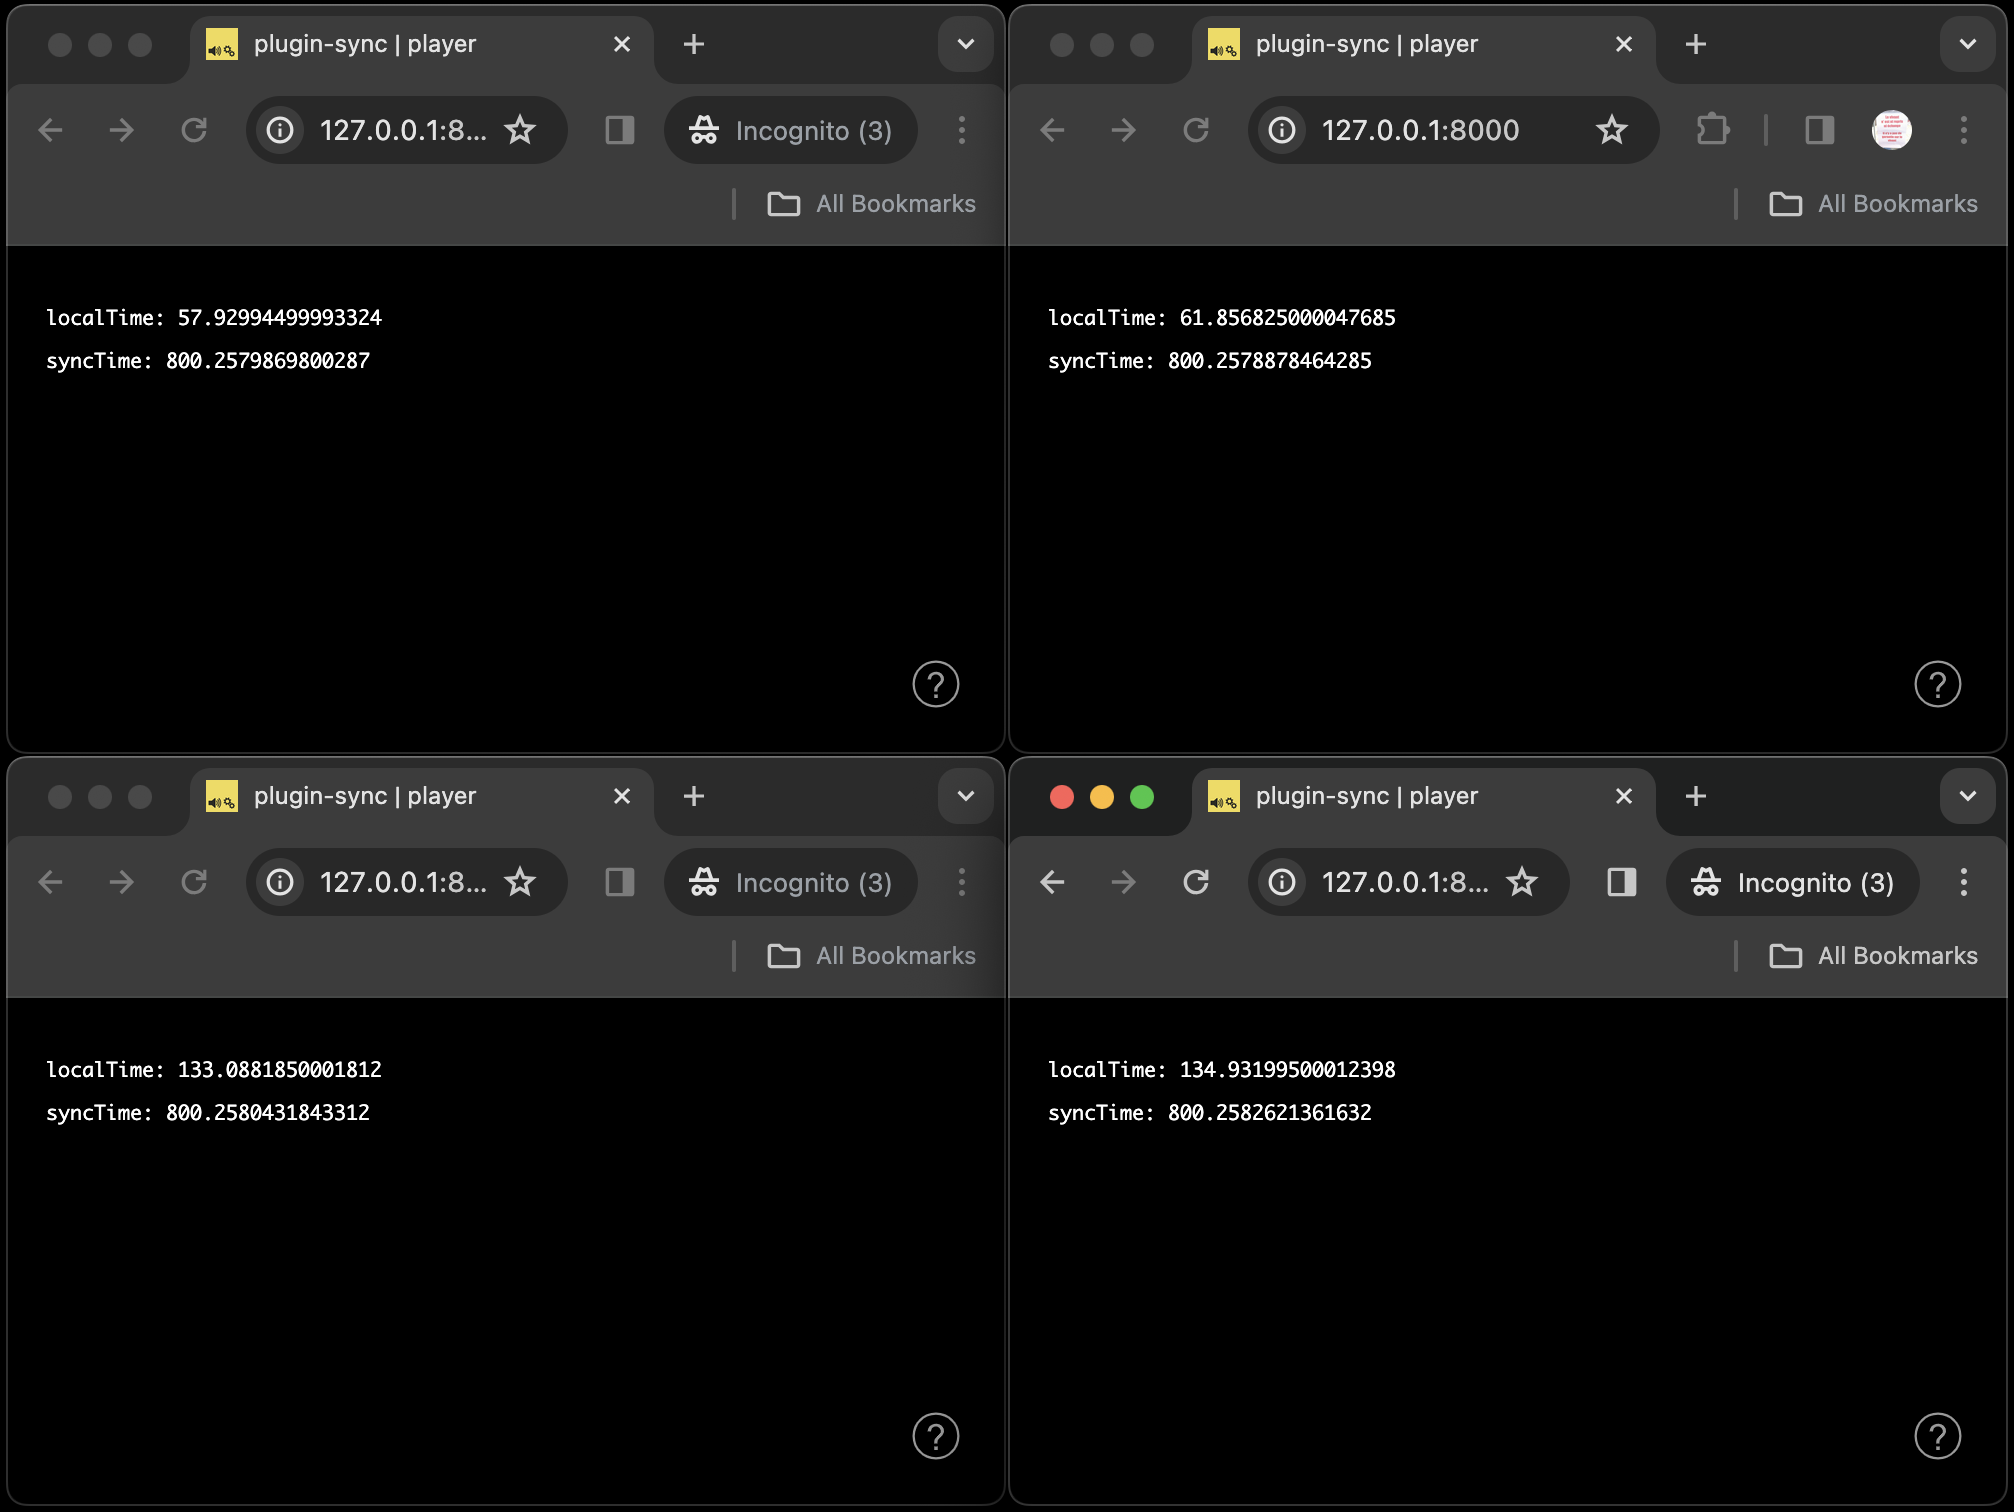 plugin-sync | player
127.0.0.1:8...
Incognito (3)
All Bookmarks
localTime: 57.92994499993324
syncTime: 800.2579869800287
?
plugin-sync | player
127.0.0.1:8000
All Bookmarks
localTime: 61.856825000047685
syncTime: 800.2578878464285
?
plugin-sync | player
127.0.0.1:8...
Incognito (3)
All Bookmarks
localTime: 133.0881850001812
syncTime: 800.2580431843312
?
plugin-sync | player
127.0.0.1:8...
Incognito (3)
All Bookmarks
localTime: 134.93199500012398
syncTime: 800.2582621361632
?